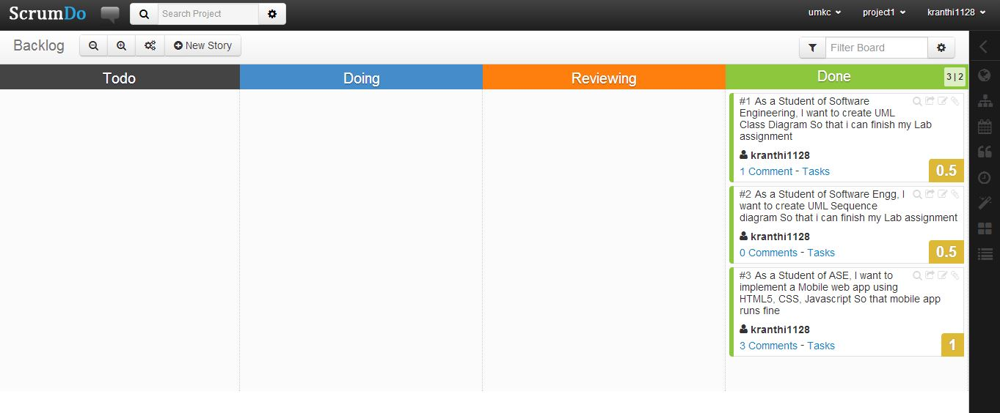 ScrumDo Search Project umkc project1 kranthi1128
Backlog New Story Filter Board
Todo Doing Reviewing Done 3 | 2
#1 As a Student of Software
Engineering, I want to create UML
Class Diagram So that i can finish my Lab
assignment
kranthi1128
1 Comment - Tasks 0.5
#2 As a Student of Software Engg, I
want to create UML Sequence
diagram So that i can finish my Lab assignment
kranthi1128
0 Comments - Tasks 0.5
#3 As a Student of ASE, I want to
implement a Mobile web app using
HTML5, CSS, Javascript So that mobile app
runs fine
kranthi1128
3 Comments - Tasks 1